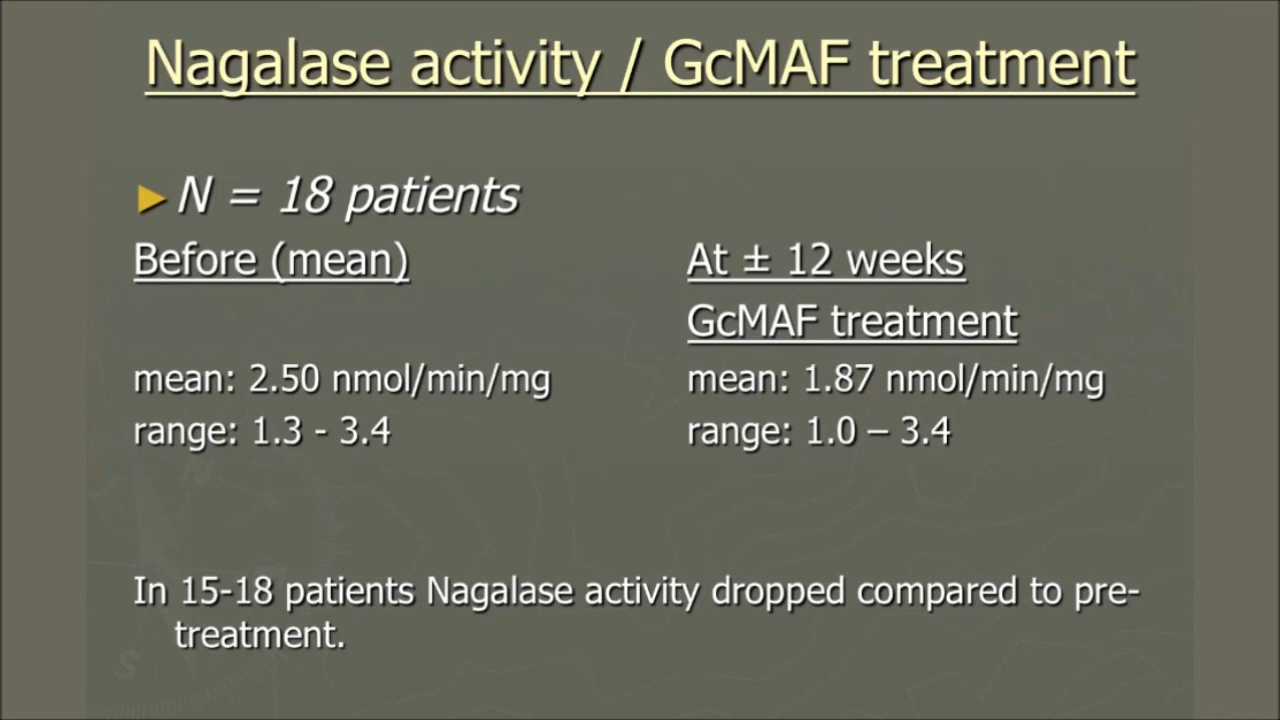 Nagalase activity / GcMAF treatment
►N = 18 patients
Before (mean) At ± 12 weeks
GcMAF treatment
mean: 2.50 nmol/min/mg mean: 1.87 nmol/min/mg
range: 1.3 - 3.4 range: 1.0 – 3.4
In 15-18 patients Nagalase activity dropped compared to pre-
treatment.
N
S